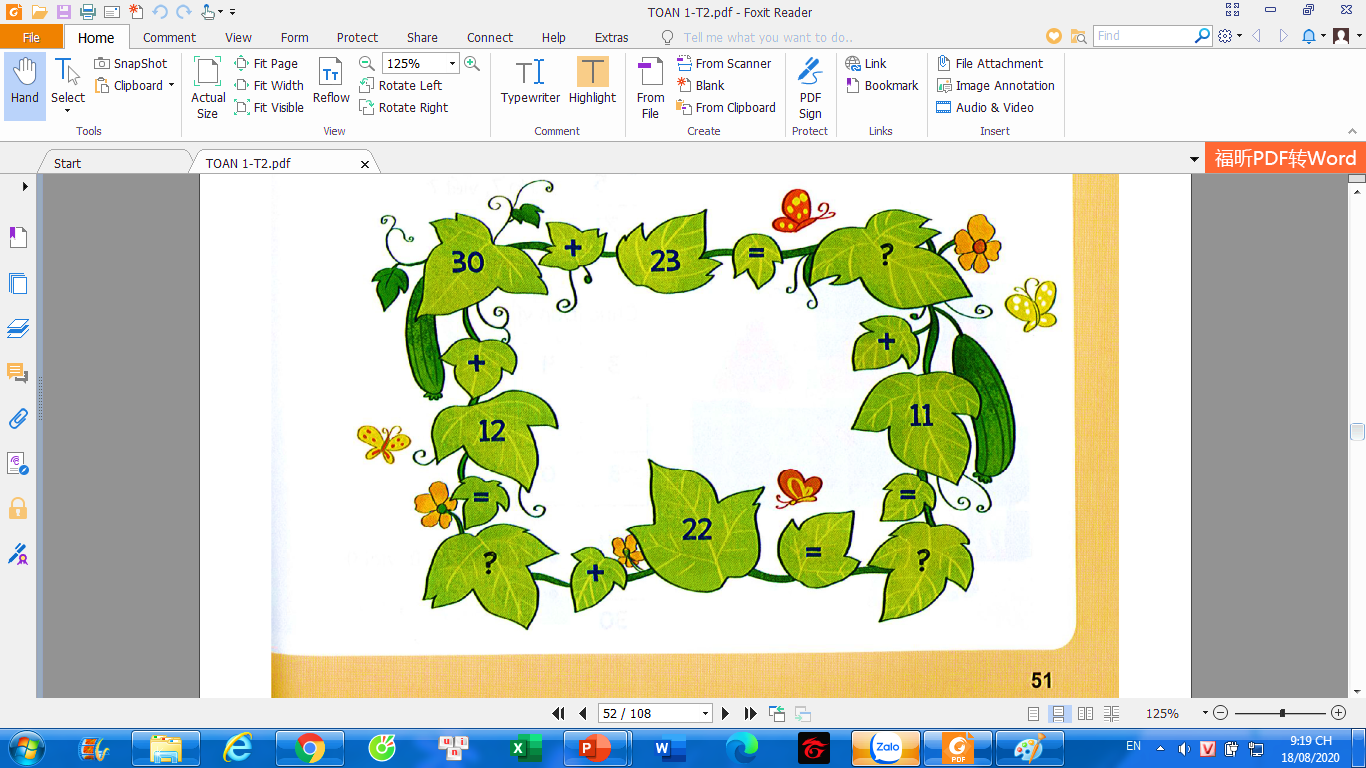 TOAN 1-T2.pdf - Foxit Reader
File Home Comment View Form Protect Share Connect Help Extras Tell me what you want to do.. Find
Hand
Select
SnapShot
Clipboard
Tools
Actual Size
Fit Page
Fit Width
Fit Visible
Reflow
125%
Rotate Left
Rotate Right
View
Typewriter
Highlight
Comment
From File
From Scanner
Blank
From Clipboard
Create
PDF Sign
Protect
Link
Bookmark
Links
File Attachment
Image Annotation
Audio & Video
Insert
Start
TOAN 1-T2.pdf
福昕PDF转Word
30 + 23 = ?
+ +
12 11
= =
? + 22 = ?
51
52 / 108
125%
Zalo
PDF
EN
9:19 CH
18/08/2020